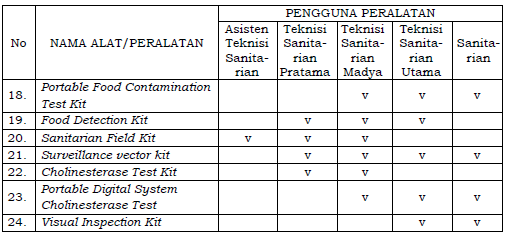 PENGGUNA PERALATAN
No NAMA ALAT/PERALATAN
Asisten
Teknisi
Sanita-
rian
Teknisi
Sanita-
rian
Pratama
Teknisi
Sanita-
rian
Madya
Teknisi
Sanita-
rian
Utama
Sanita-
rian
18. Portable Food Contamination
Test Kit v v v
19. Food Detection Kit v v v
20. Sanitarian Field Kit v v v
21. Surveillance vector kit v v v v
22. Cholinesterase Test Kit v v
23. Portable Digital System
Cholinesterase Test v v v
24. Visual Inspection Kit v v